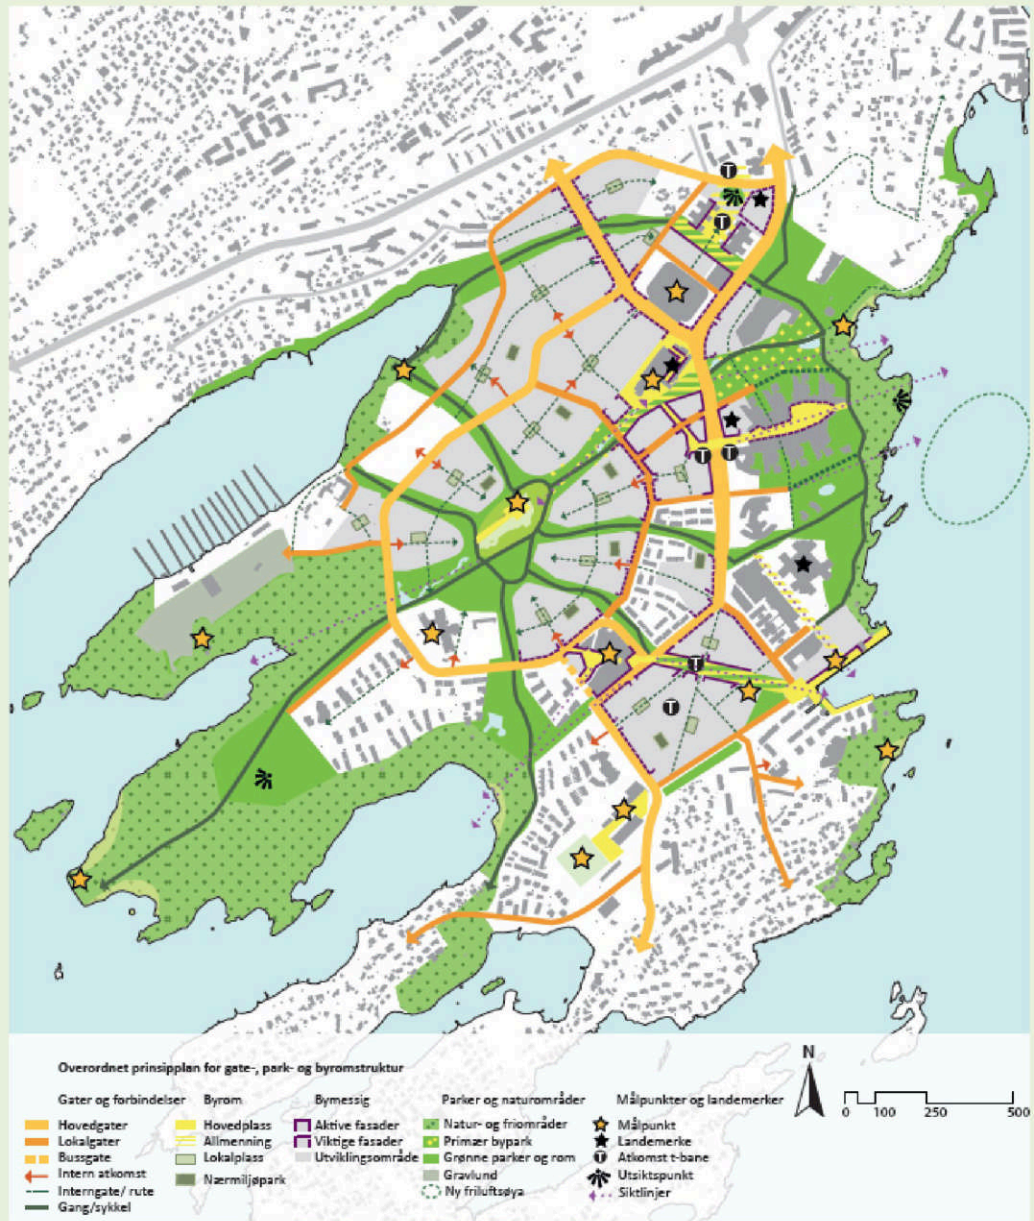 T
T
T
T
T
T
Overordnet prinsipplan for gate-, park- og byromstruktur
N
0 100 250 500
Gater og forbindelser
Hovedgater
Lokalgater
Bussgate
Intern atkomst
Interngate/ rute
Gang/sykkel
Byrom
Hovedplass
Allmenning
Lokalplass
Nærmiljøpark
Bymessig
Aktive fasader
Viktige fasader
Utviklingsområde
Parker og naturområder
Natur- og friområder
Primær bypark
Grønne parker og rom
Gravlund
Ny friluftsøya
Målpunkter og landemerker
Målpunkt
Landemerke
T Atkomst t-bane
Utsiktspunkt
Siktlinjer